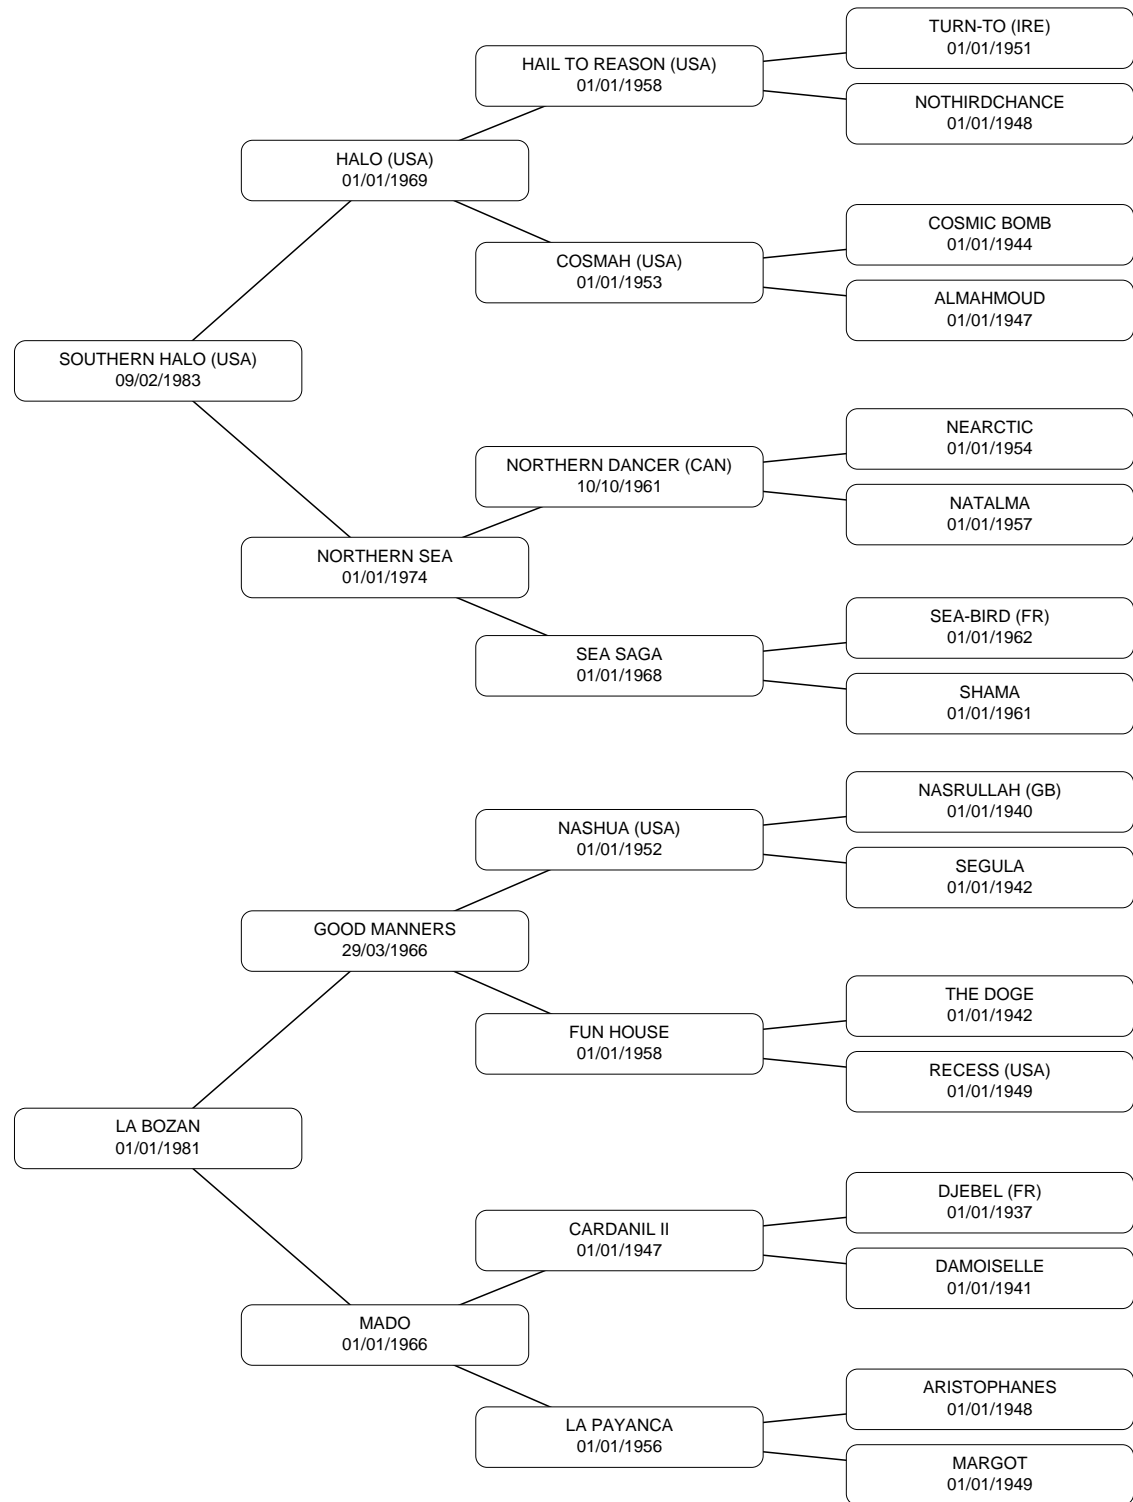 TURN-TO (IRE)
01/01/1951
HAIL TO REASON (USA)
01/01/1958
NOTHIRDCHANCE
01/01/1948
HALO (USA)
01/01/1969
COSMIC BOMB
01/01/1944
COSMAH (USA)
01/01/1953
ALMAHMOUD
01/01/1947
SOUTHERN HALO (USA)
09/02/1983
NEARCTIC
01/01/1954
NORTHERN DANCER (CAN)
10/10/1961
NATALMA
01/01/1957
NORTHERN SEA
01/01/1974
SEA-BIRD (FR)
01/01/1962
SEA SAGA
01/01/1968
SHAMA
01/01/1961
NASRULLAH (GB)
01/01/1940
NASHUA (USA)
01/01/1952
SEGULA
01/01/1942
GOOD MANNERS
29/03/1966
THE DOGE
01/01/1942
FUN HOUSE
01/01/1958
RECESS (USA)
01/01/1949
LA BOZAN
01/01/1981
DJEBEL (FR)
01/01/1937
CARDANIL II
01/01/1947
DAMOISELLE
01/01/1941
MADO
01/01/1966
ARISTOPHANES
01/01/1948
LA PAYANCA
01/01/1956
MARGOT
01/01/1949